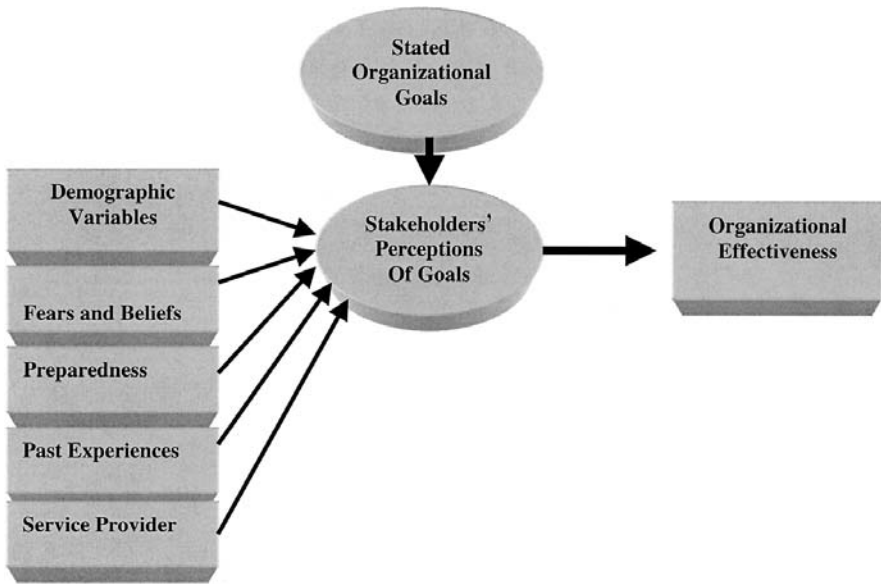 Stated
Organizational
Goals
Demographic
Variables
Fears and Beliefs
Preparedness
Past Experiences
Service Provider
Stakeholders'
Perceptions
Of Goals
Organizational
Effectiveness